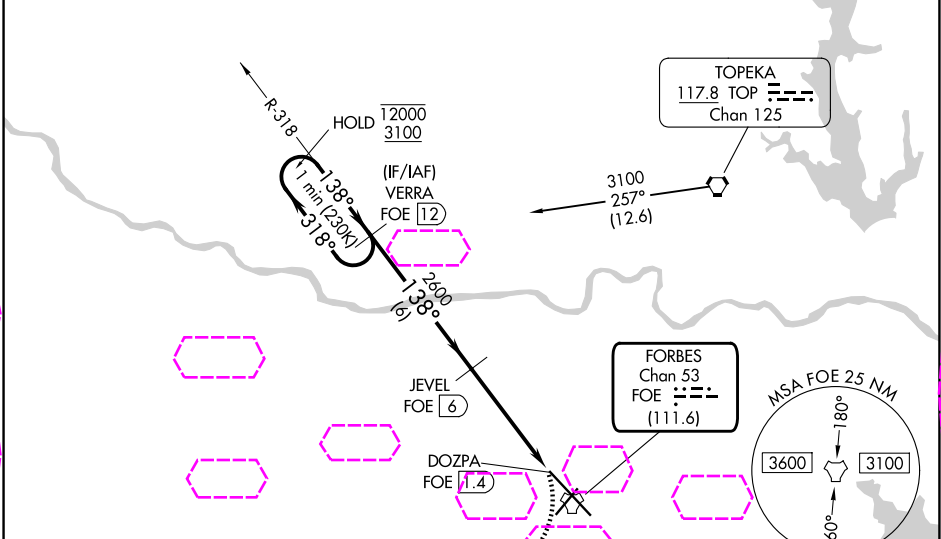 TOPEKA
117.8 TOP
Chan 125
R-318
HOLD 12000
3100
138°
1 min (230K)
318°
(IF/IAF)
VERRA
FOE 12
3100
257°
(12.6)
2600
138°
(6)
JEVEL
FOE 6
FORBES
Chan 53
FOE
(111.6)
MSA FOE 25 NM
180°
3600
3100
DOZPA
FOE 1.4